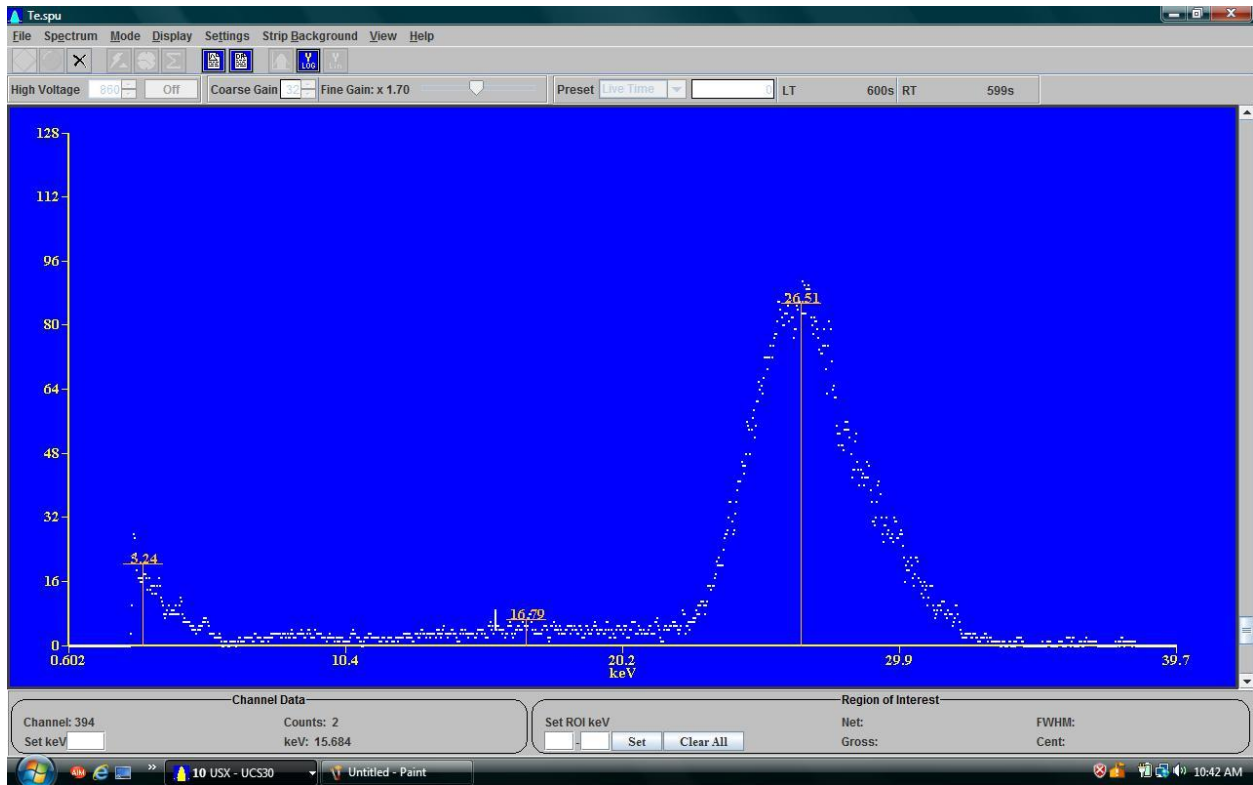 Te.spu
File Spectrum Mode Display Settings Strip Background View Help
Y LOG
High Voltage 860 Off Coarse Gain 32 Fine Gain: x 1.70 Preset Live Time 0 LT 600s RT 599s
128
112
96
80
64
48
32
16
0
26.51
3.24
16.79
0.602 10.4 20.2 29.9 39.7
keV
Channel Data Region of Interest
Channel: 394 Counts: 2 Set ROI keV Net: FWHM:
Set keV keV: 15.684 - Set Clear All Gross: Cent:
AIM » 10 USX - UCS30 Untitled - Paint 10:42 AM